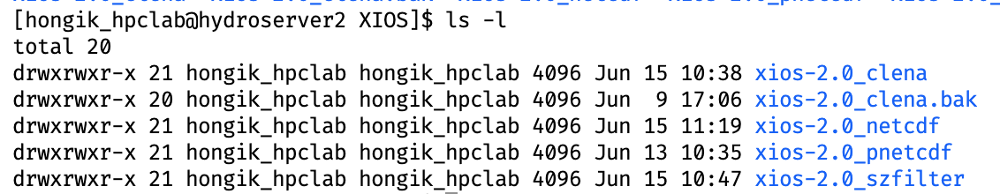 [hongik_hpclab@hydroserver2 XIOS]$ ls -l
total 20
drwxrwxr-x 21 hongik_hpclab hongik_hpclab 4096 Jun 15 10:38 xios-2.0_clena
drwxrwxr-x 20 hongik_hpclab hongik_hpclab 4096 Jun  9 17:06 xios-2.0_clena.bak
drwxrwxr-x 21 hongik_hpclab hongik_hpclab 4096 Jun 15 11:19 xios-2.0_netcdf
drwxrwxr-x 21 hongik_hpclab hongik_hpclab 4096 Jun 13 10:35 xios-2.0_pnetcdf
drwxrwxr-x 21 hongik_hpclab hongik_hpclab 4096 Jun 15 10:47 xios-2.0_szfilter